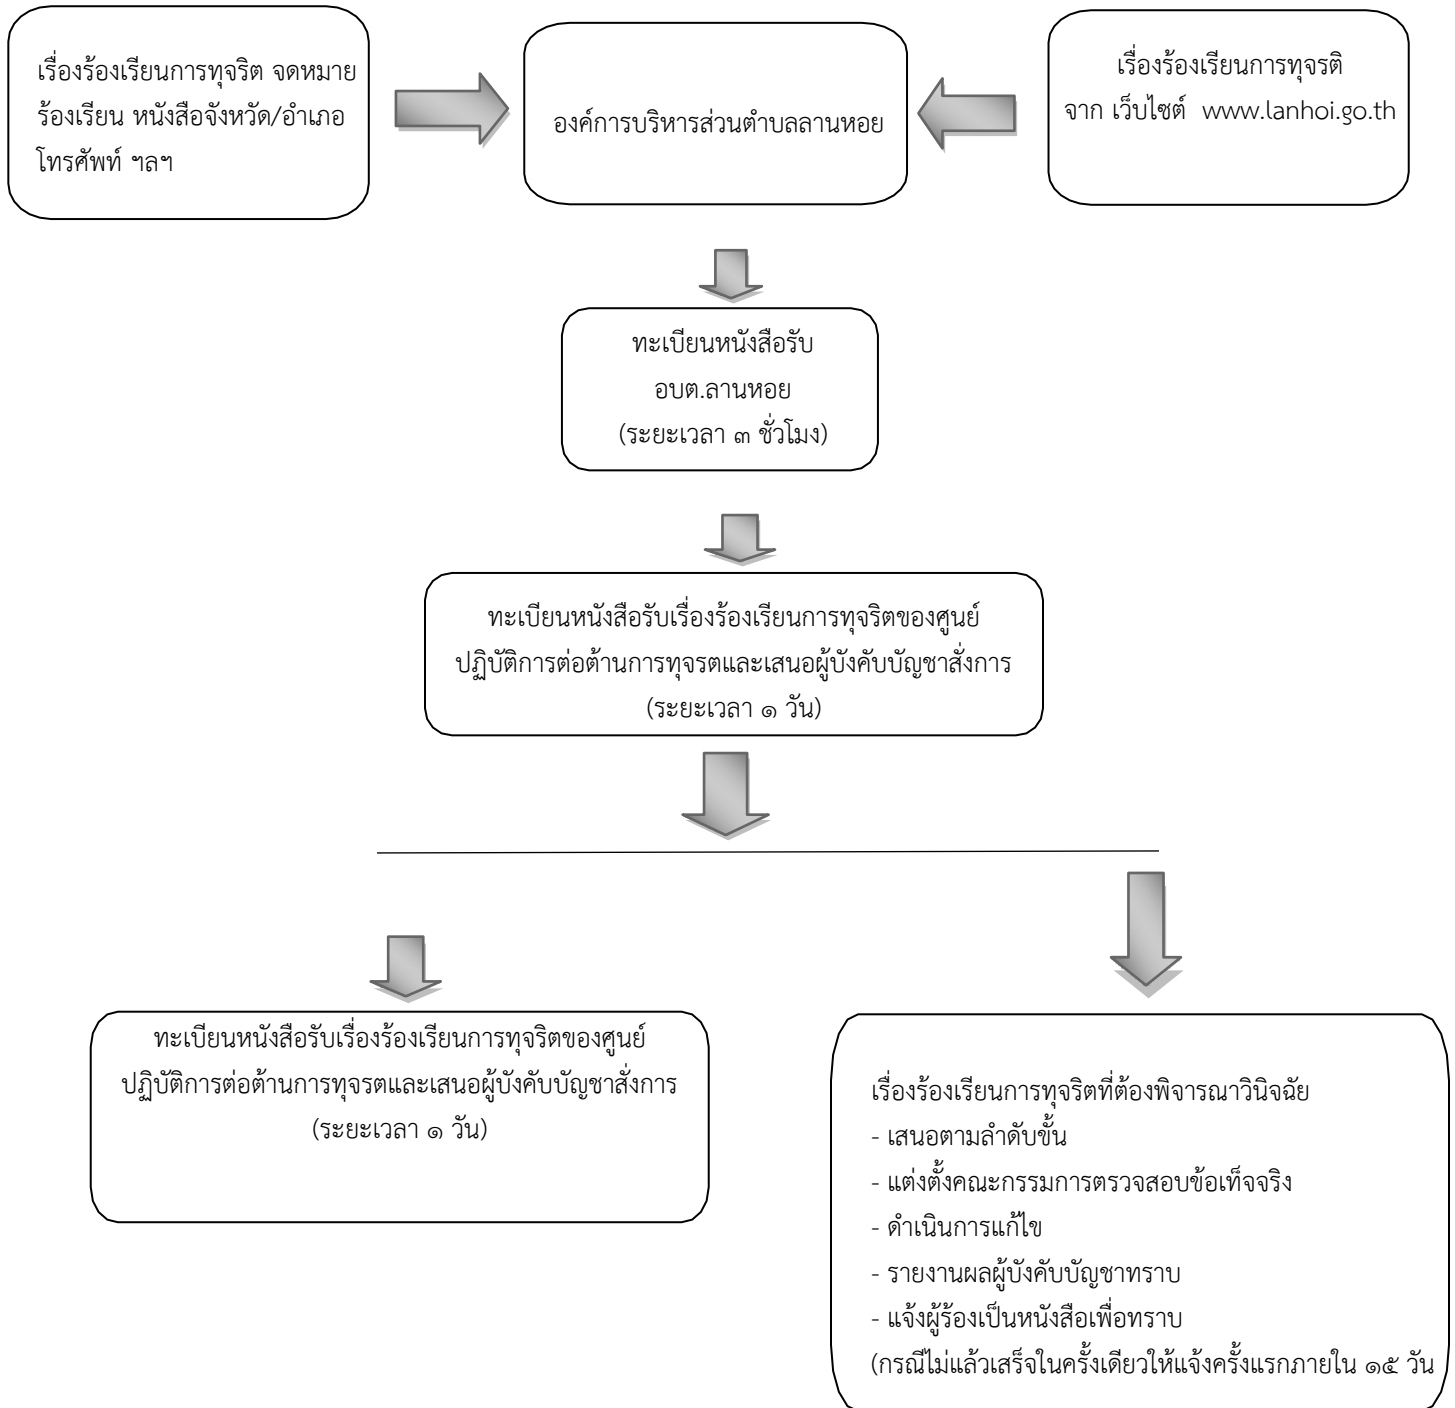 เรื่องร้องเรียนการทุจริต จดหมาย
ร้องเรียน หนังสือจังหวัด/อำเภอ
โทรศัพท์ ฯลฯ
องค์การบริหารส่วนตำบลลานหอย
เรื่องร้องเรียนการทุจรติ
จาก เว็บไซต์ www.lanhoi.go.th
ทะเบียนหนังสือรับ
อบต.ลานหอย
(ระยะเวลา ๓ ชั่วโมง)
ทะเบียนหนังสือรับเรื่องร้องเรียนการทุจริตของศูนย์
ปฏิบัติการต่อต้านการทุจรตและเสนอผู้บังคับบัญชาสั่งการ
(ระยะเวลา ๑ วัน)
ทะเบียนหนังสือรับเรื่องร้องเรียนการทุจริตของศูนย์
ปฏิบัติการต่อต้านการทุจรตและเสนอผู้บังคับบัญชาสั่งการ
(ระยะเวลา ๑ วัน)
เรื่องร้องเรียนการทุจริตที่ต้องพิจารณาวินิจฉัย
- เสนอตามลำดับขั้น
- แต่งตั้งคณะกรรมการตรวจสอบข้อเท็จจริง
- ดำเนินการแก้ไข
- รายงานผลผู้บังคับบัญชาทราบ
- แจ้งผู้ร้องเป็นหนังสือเพื่อทราบ
(กรณีไม่แล้วเสร็จในครั้งเดียวให้แจ้งครั้งแรกภายใน ๑๕ วัน